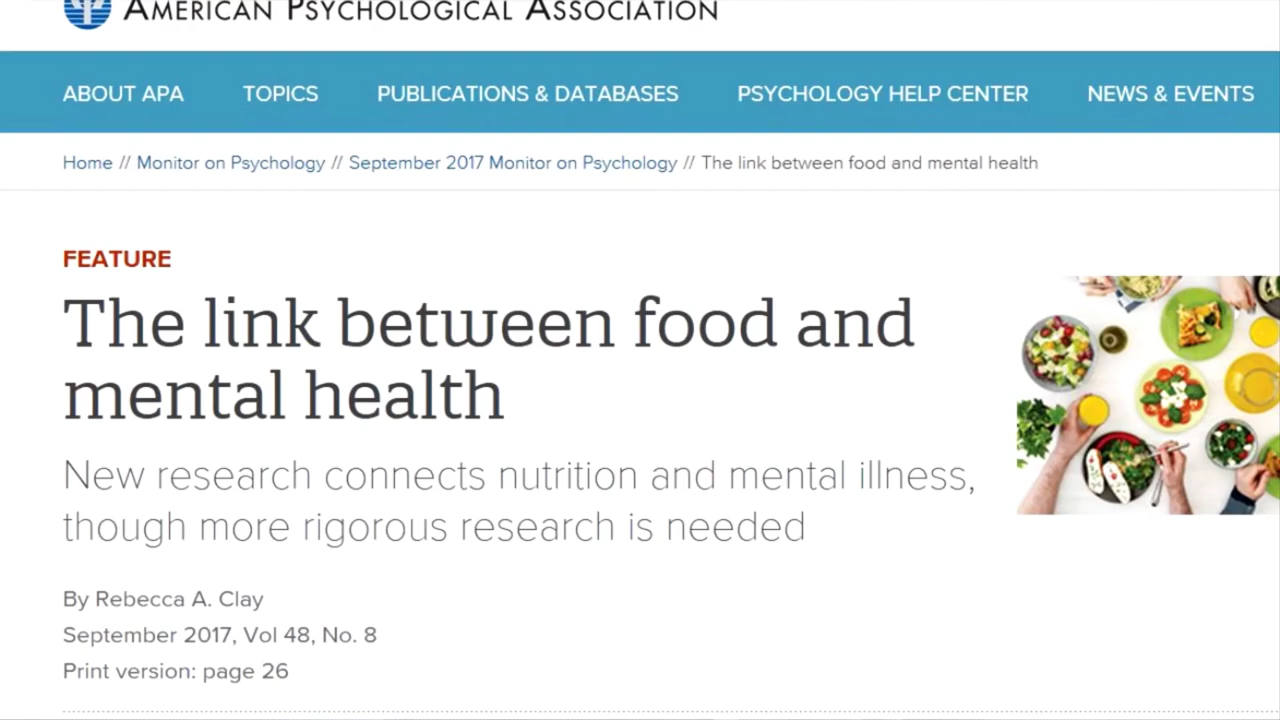 AMERICAN PSYCHOLOGICAL ASSOCIATION
ABOUT APA TOPICS PUBLICATIONS & DATABASES PSYCHOLOGY HELP CENTER NEWS & EVENTS
Home // Monitor on Psychology // September 2017 Monitor on Psychology // The link between food and mental health
FEATURE
The link between food and
mental health
New research connects nutrition and mental illness,
though more rigorous research is needed
By Rebecca A. Clay
September 2017, Vol 48, No. 8
Print version: page 26